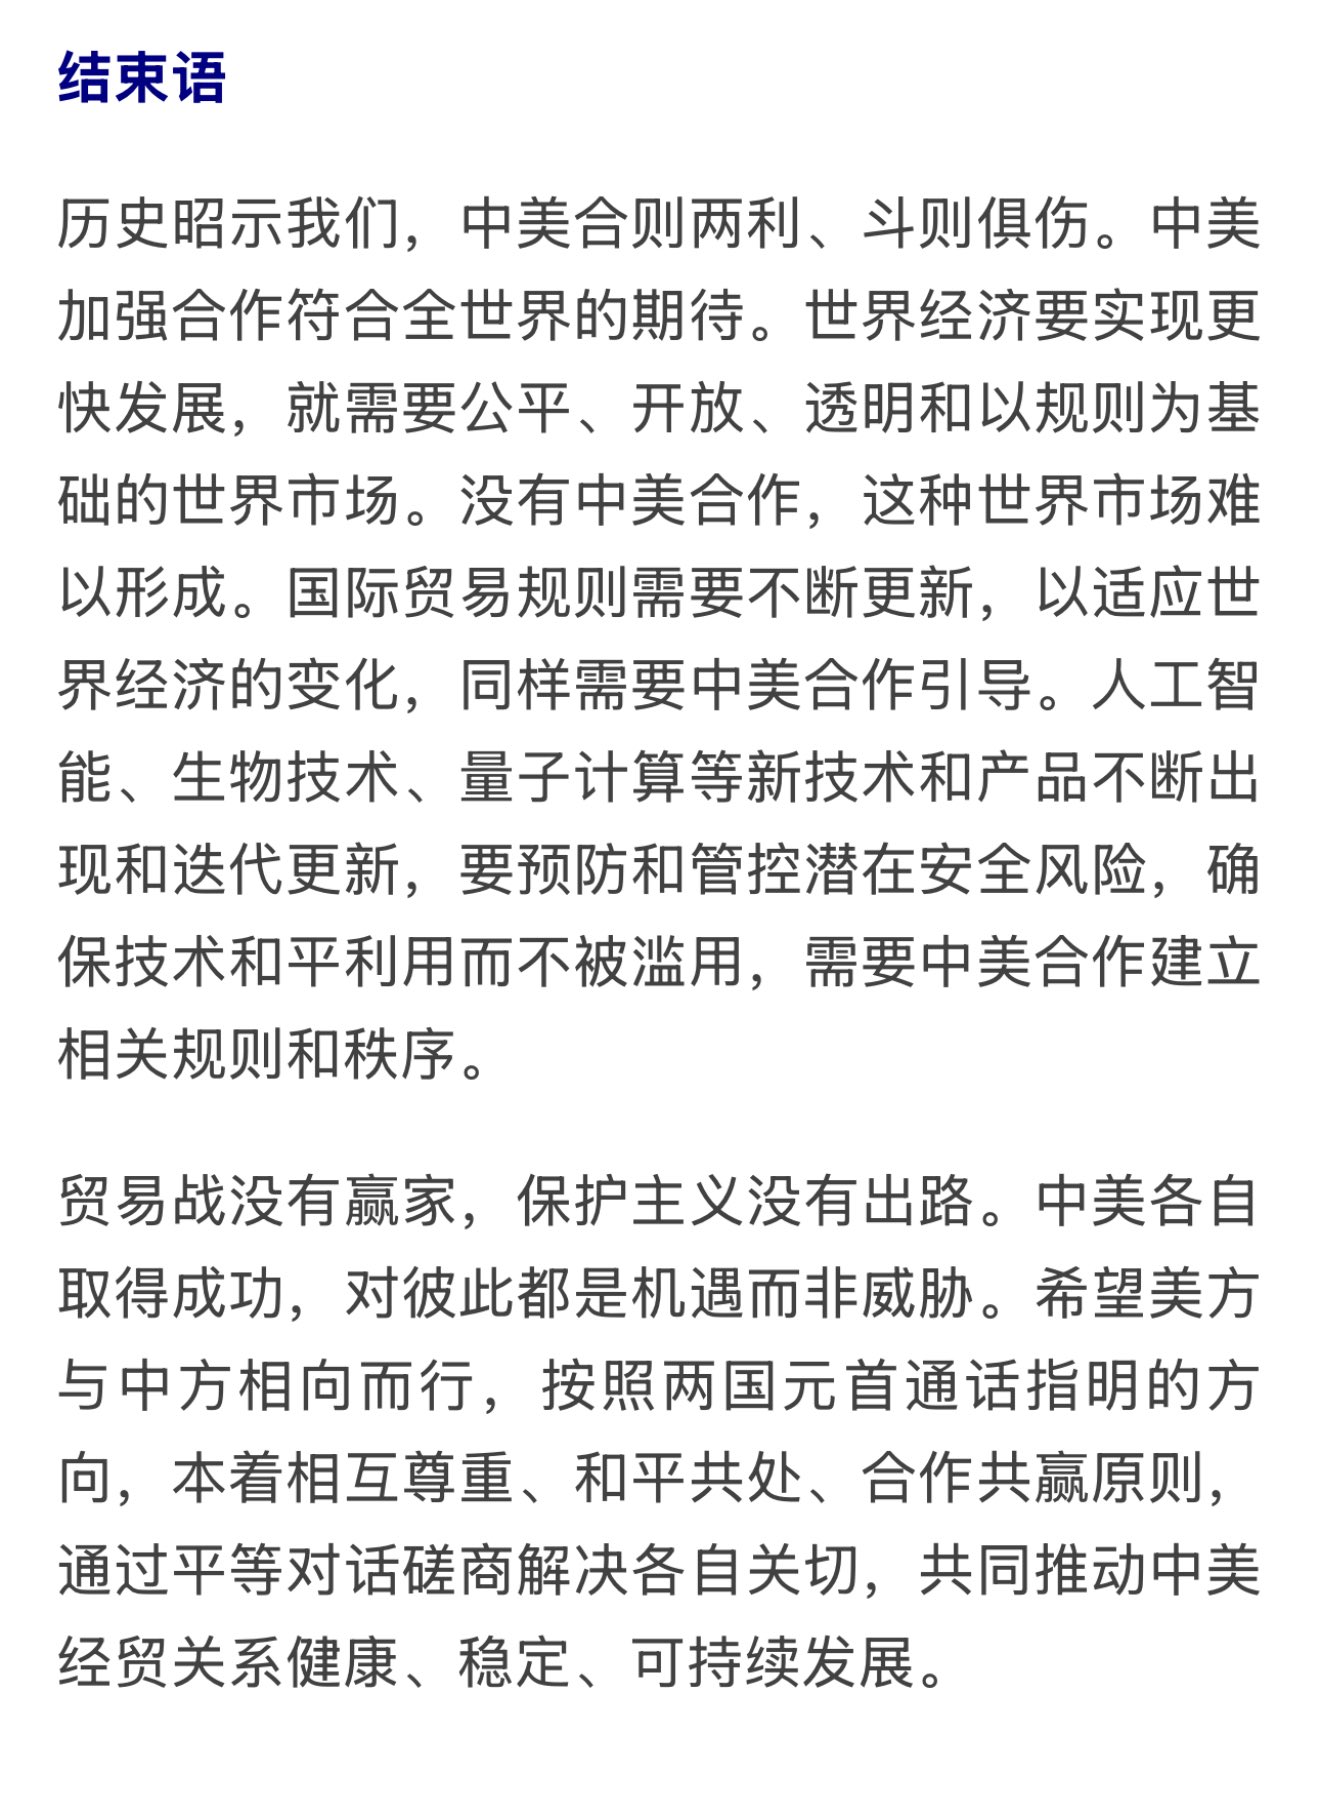 结束语
历史昭示我们，中美合则两利、斗则俱伤。中美
加强合作符合全世界的期待。世界经济要实现更
快发展，就需要公平、开放、透明和以规则为基
础的世界市场。没有中美合作，这种世界市场难
以形成。国际贸易规则需要不断更新，以适应世
界经济的变化，同样需要中美合作引导。人工智
能、生物技术、量子计算等新技术和产品不断出
现和迭代更新，要预防和管控潜在安全风险，确
保技术和平利用而不被滥用，需要中美合作建立
相关规则和秩序。
贸易战没有赢家，保护主义没有出路。中美各自
取得成功，对彼此都是机遇而非威胁。希望美方
与中方相向而行，按照两国元首通话指明的方
向，本着相互尊重、和平共处、合作共赢原则，
通过平等对话磋商解决各自关切，共同推动中美
经贸关系健康、稳定、可持续发展。